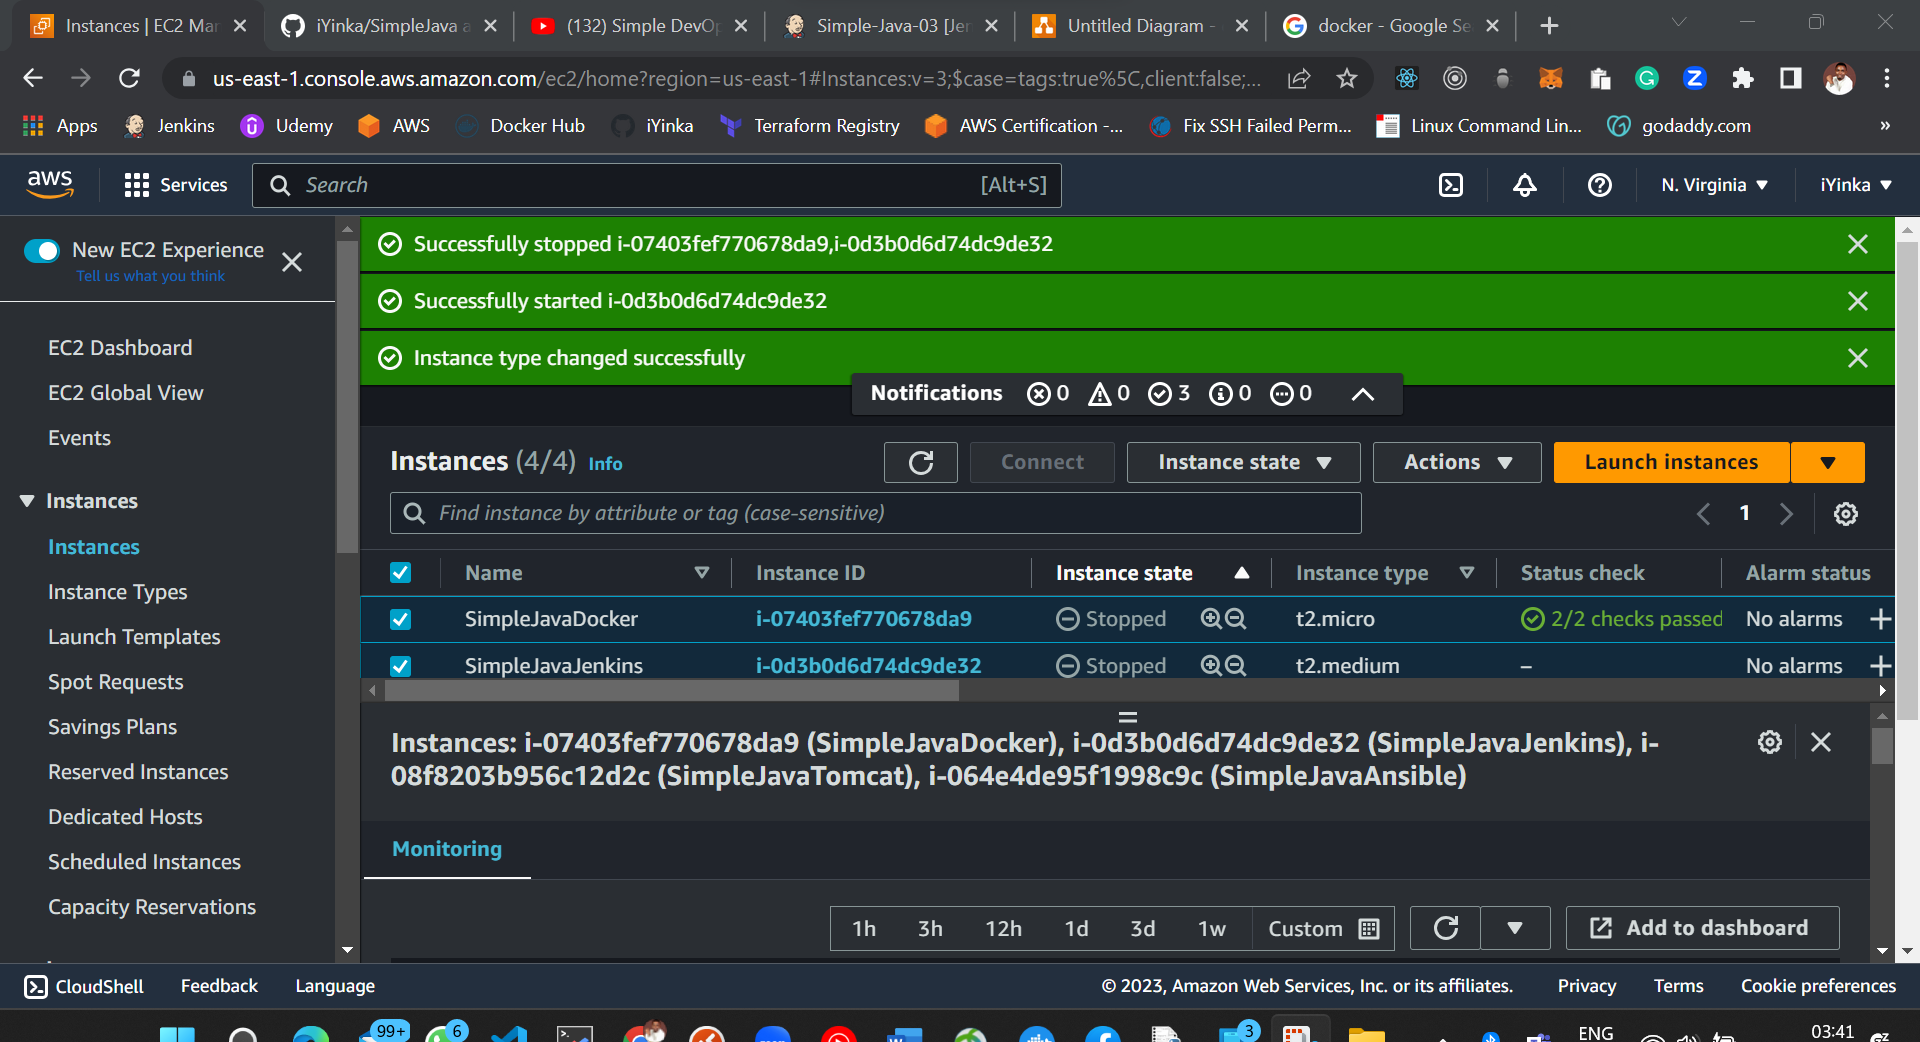 Instances | EC2 Mar
iYinka/SimpleJava a
(132) Simple DevOp
Simple-Java-03 [Jen
Untitled Diagram -
docker - Google Se
us-east-1.console.aws.amazon.com/ec2/home?region=us-east-1#Instances:v=3;$case=tags:true%5C,client:false;...
Apps
Jenkins
Udemy
AWS
Docker Hub
iYinka
Terraform Registry
AWS Certification -...
Fix SSH Failed Perm...
Linux Command Lin...
godaddy.com
»
aws
Services
Search
[Alt+S]
N. Virginia
iYinka
New EC2 Experience
Tell us what you think
EC2 Dashboard
EC2 Global View
Events
Instances
Instances
Instance Types
Launch Templates
Spot Requests
Savings Plans
Reserved Instances
Dedicated Hosts
Scheduled Instances
Capacity Reservations
Successfully stopped i-07403fef770678da9,i-0d3b0d6d74dc9de32
Successfully started i-0d3b0d6d74dc9de32
Instance type changed successfully
Notifications 0 0 3 0 0
Instances (4/4) Info
Connect
Instance state
Actions
Launch instances
Find instance by attribute or tag (case-sensitive)
1
Name Instance ID Instance state Instance type Status check Alarm status
SimpleJavaDocker i-07403fef770678da9 Stopped t2.micro 2/2 checks passed No alarms
SimpleJavaJenkins i-0d3b0d6d74dc9de32 Stopped t2.medium – No alarms
Instances: i-07403fef770678da9 (SimpleJavaDocker), i-0d3b0d6d74dc9de32 (SimpleJavaJenkins), i-
08f8203b956c12d2c (SimpleJavaTomcat), i-064e4de95f1998c9c (SimpleJavaAnsible)
Monitoring
1h 3h 12h 1d 3d 1w Custom
Add to dashboard
CloudShell
Feedback
Language
© 2023, Amazon Web Services, Inc. or its affiliates.
Privacy
Terms
Cookie preferences
99+
6
3
ENG
03:41